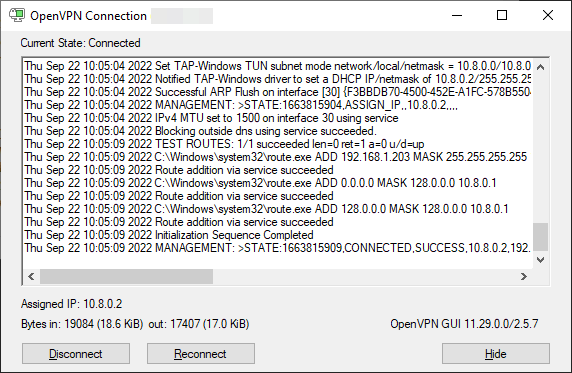 OpenVPN Connection
Current State: Connected
Thu Sep 22 10:05:04 2022 Set TAP-Windows TUN subnet mode network/local/netmask = 10.8.0.0/10.8.0
Thu Sep 22 10:05:04 2022 Notified TAP-Windows driver to set a DHCP IP/netmask of 10.8.0.2/255.255.25
Thu Sep 22 10:05:04 2022 Successful ARP Flush on interface [30] {F3BBDB70-4500-452E-A1FC-578B550
Thu Sep 22 10:05:04 2022 MANAGEMENT: >STATE:1663815904,ASSIGN_IP,,10.8.0.2,,,,
Thu Sep 22 10:05:04 2022 IPv4 MTU set to 1500 on interface 30 using service
Thu Sep 22 10:05:04 2022 Blocking outside dns using service succeeded.
Thu Sep 22 10:05:09 2022 TEST ROUTES: 1/1 succeeded len=0 ret=1 a=0 u/d=up
Thu Sep 22 10:05:09 2022 C:\Windows\system32\route.exe ADD 192.168.1.203 MASK 255.255.255.255
Thu Sep 22 10:05:09 2022 Route addition via service succeeded
Thu Sep 22 10:05:09 2022 C:\Windows\system32\route.exe ADD 0.0.0.0 MASK 128.0.0.0 10.8.0.1
Thu Sep 22 10:05:09 2022 Route addition via service succeeded
Thu Sep 22 10:05:09 2022 C:\Windows\system32\route.exe ADD 128.0.0.0 MASK 128.0.0.0 10.8.0.1
Thu Sep 22 10:05:09 2022 Route addition via service succeeded
Thu Sep 22 10:05:09 2022 Initialization Sequence Completed
Thu Sep 22 10:05:09 2022 MANAGEMENT: >STATE:1663815909,CONNECTED,SUCCESS,10.8.0.2,192.
Assigned IP: 10.8.0.2
Bytes in: 19084 (18.6 KiB) out: 17407 (17.0 KiB)
OpenVPN GUI 11.29.0.0/2.5.7
Disconnect
Reconnect
Hide